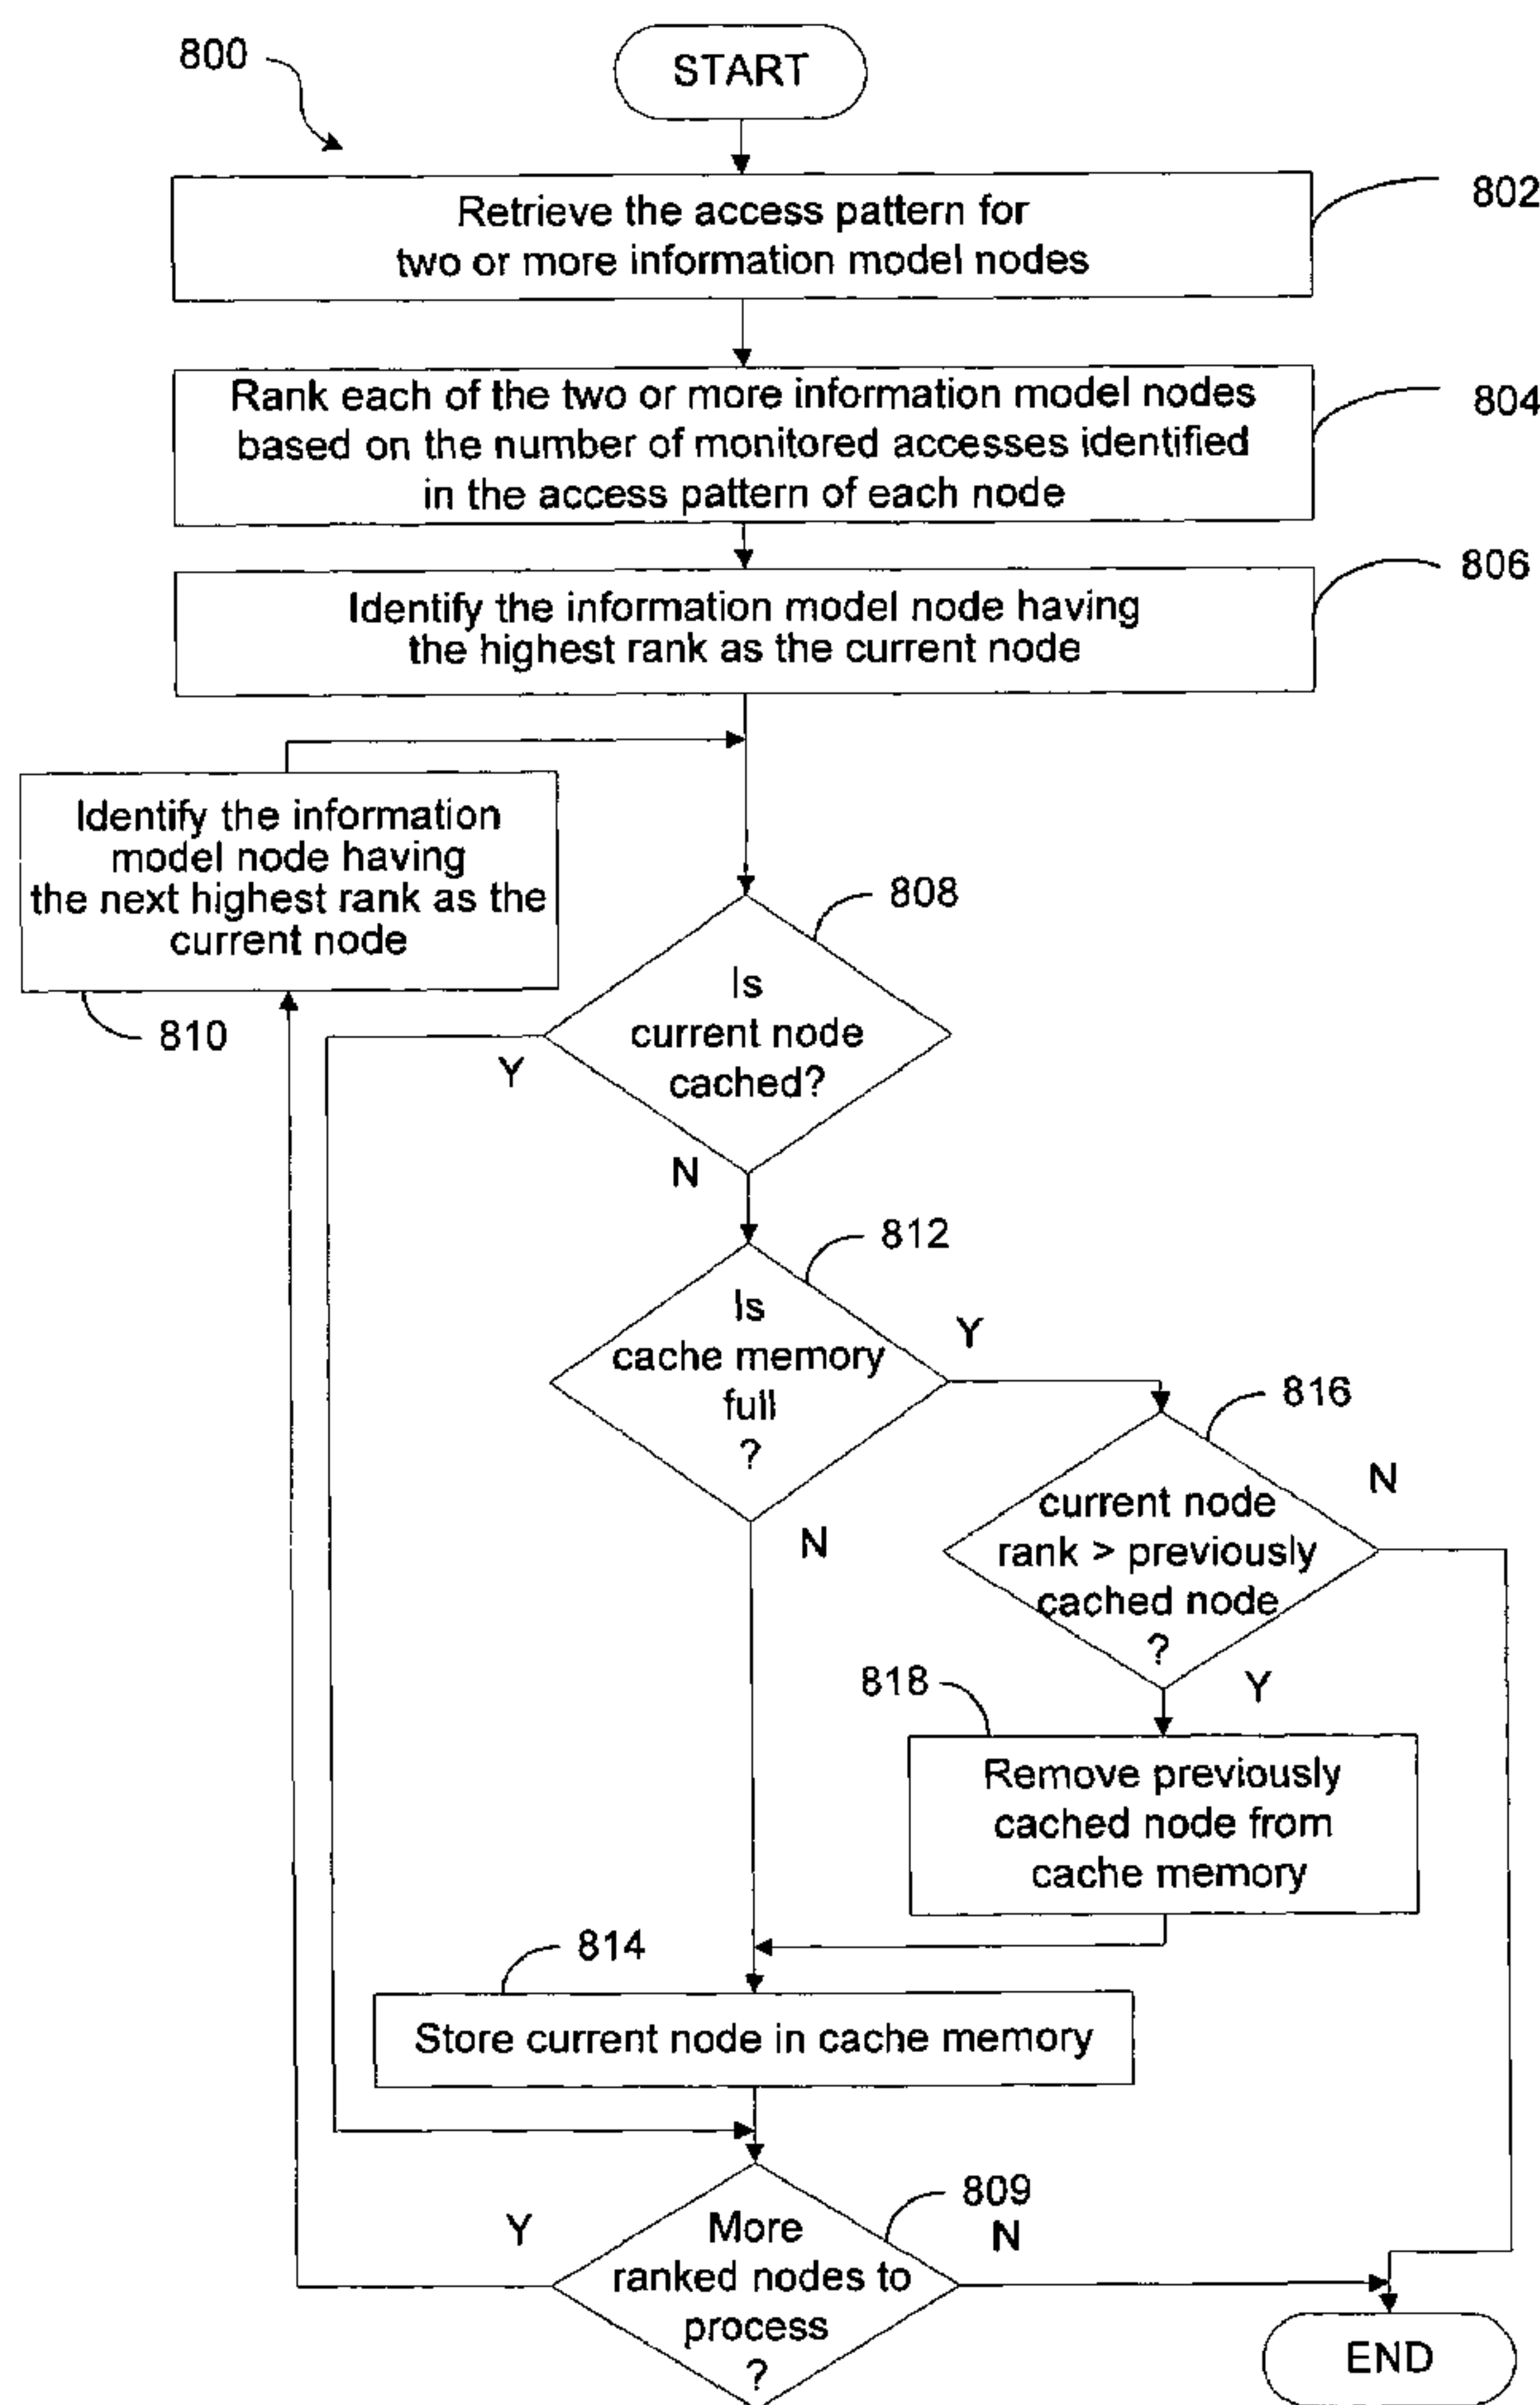 800
START
Retrieve the access pattern for
two or more information model nodes
802
Rank each of the two or more information model nodes
based on the number of monitored accesses identified
in the access pattern of each node
804
Identify the information model node having
the highest rank as the current node
806
Identify the information
model node having
the next highest rank as the
current node
810
808
Is
current node
cached?
Y
N
812
Is
cache memory
full
?
Y
N
816
current node
rank > previously
cached node
?
N
Y
818
Remove previously
cached node from
cache memory
814
Store current node in cache memory
809
More
ranked nodes to
process
?
Y
N
END